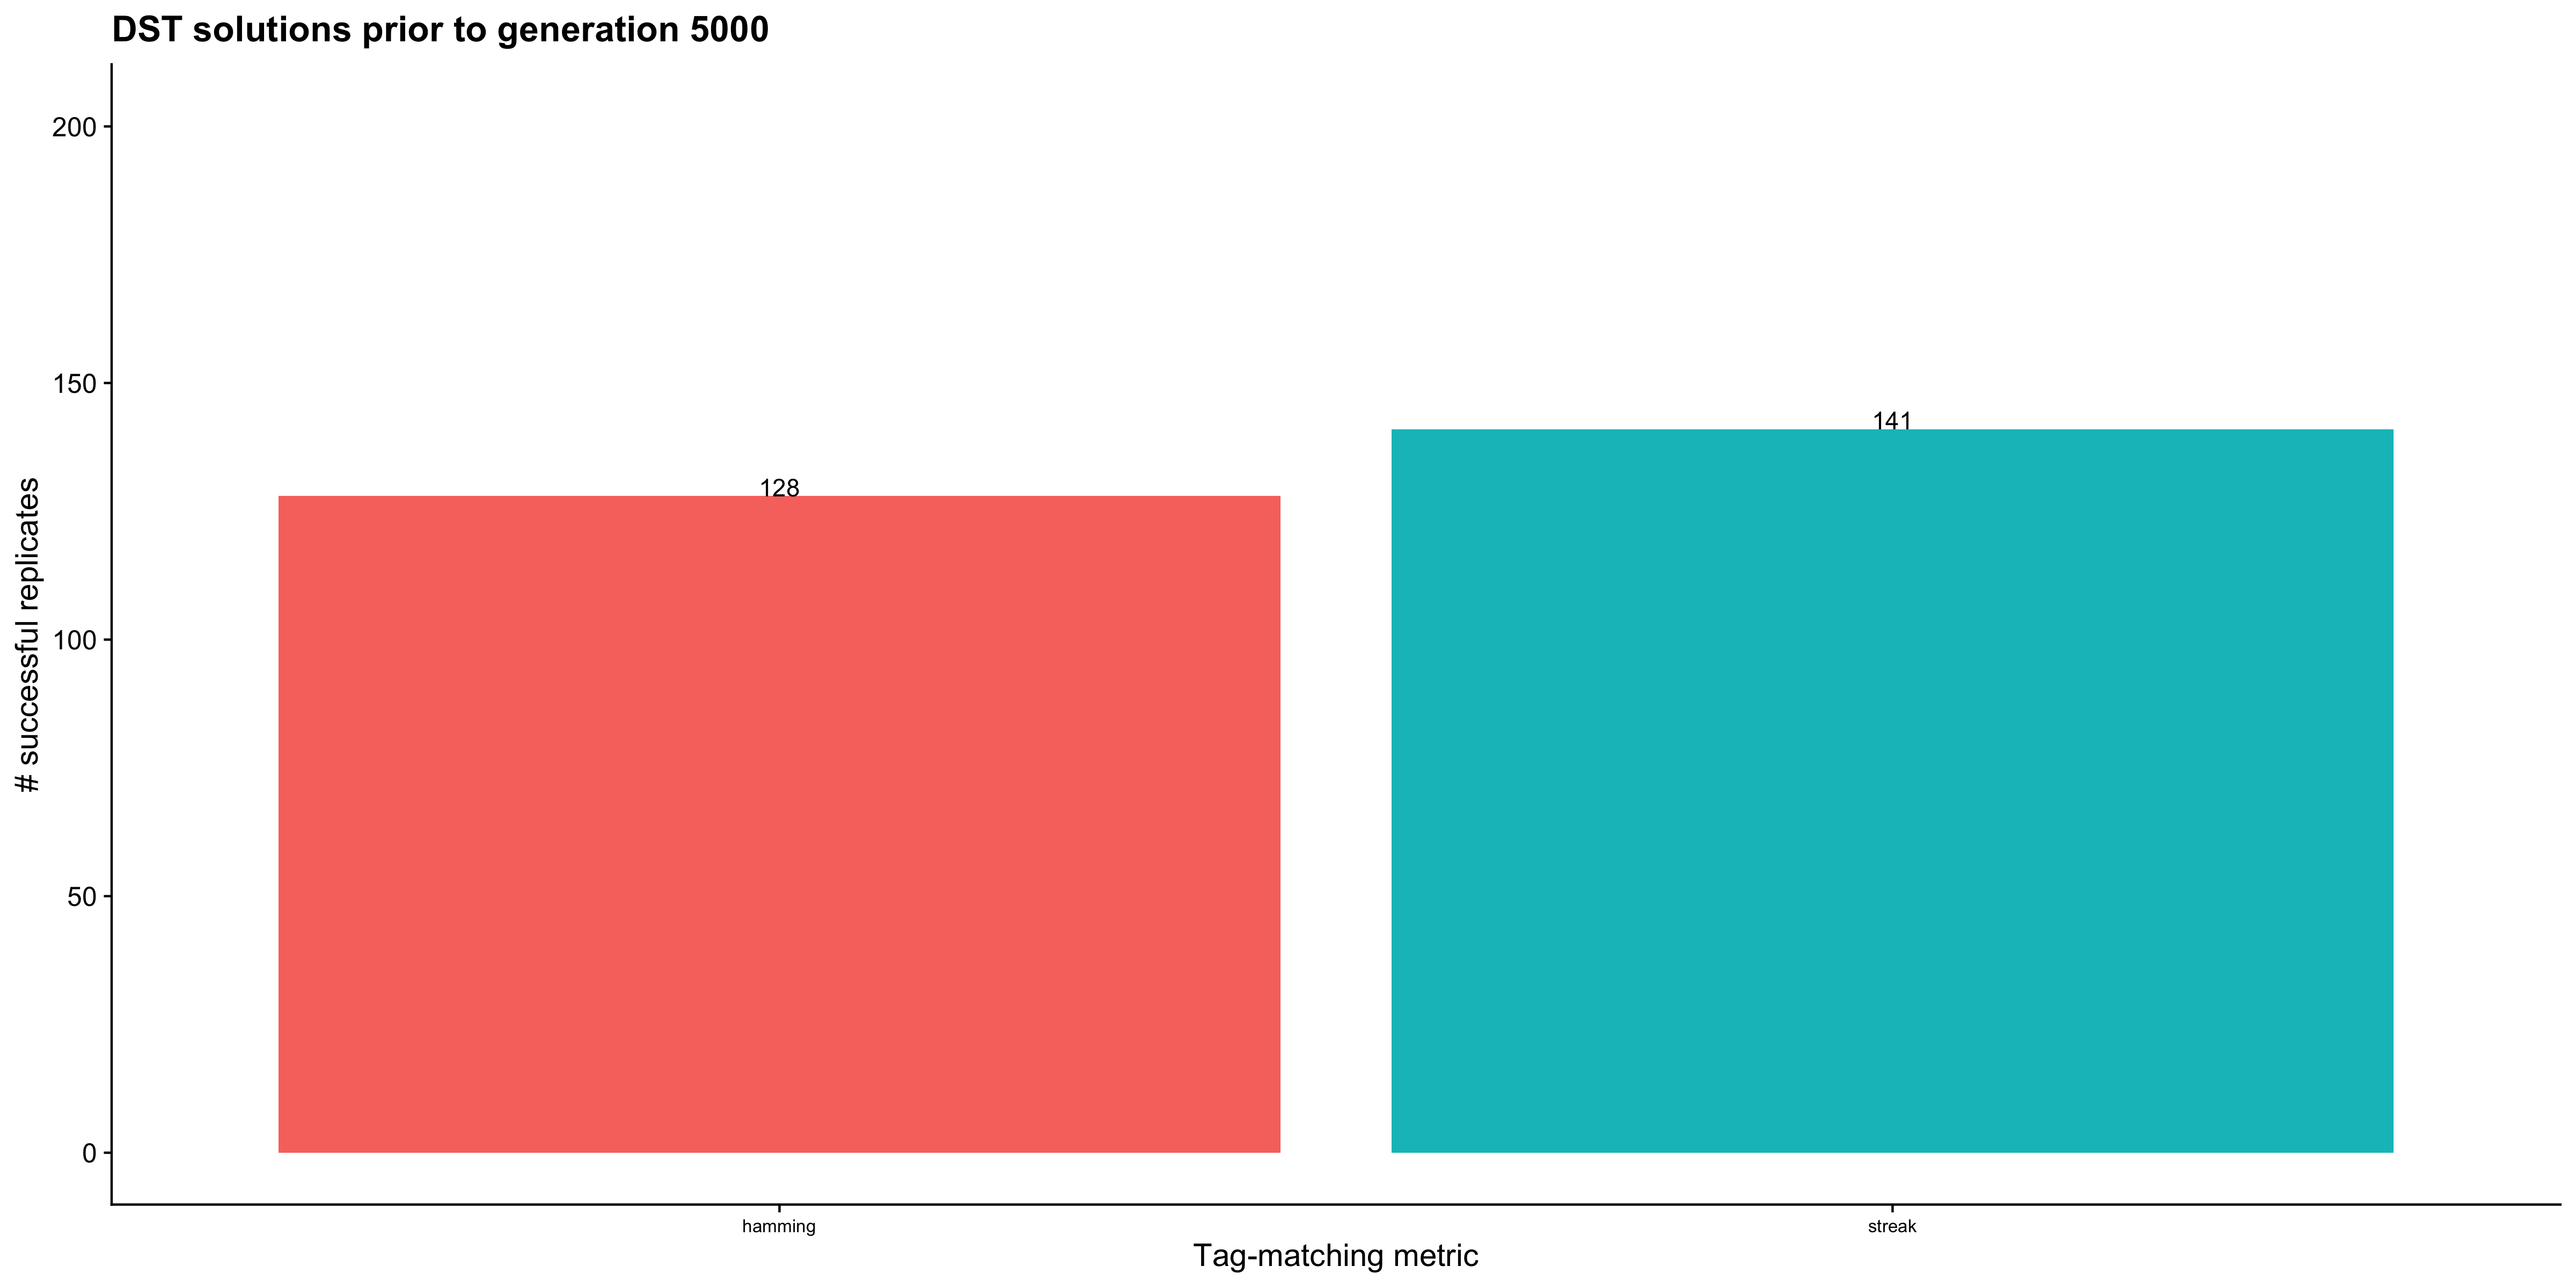 DST solutions prior to generation 5000
# successful replicates
200
150
100
50
0
128
141
hamming
streak
Tag-matching metric